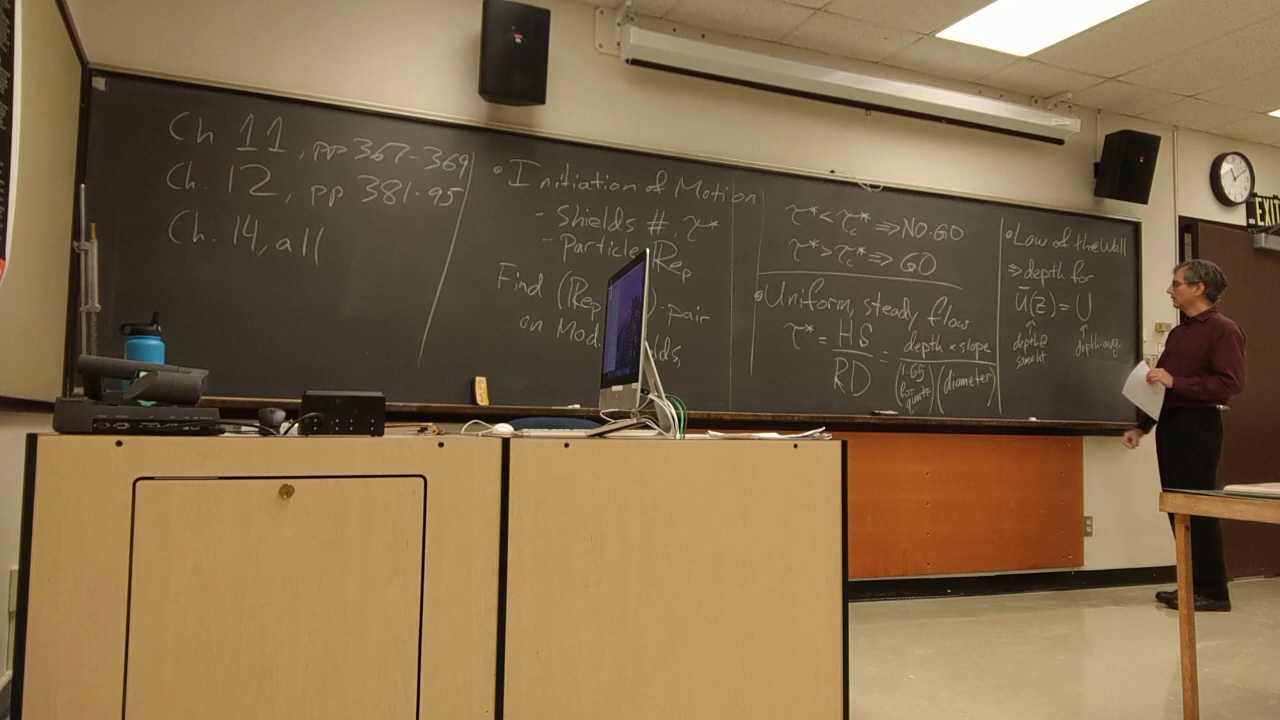 Ch 11, pp 367-369
Ch. 12, pp 381-95
Ch. 14, all
• Initiation of Motion
- Shields #, τ*
- Particle Rep
Find (Rep )-pair
on Mod. lds,
τ* < τc* ⇒ NO-GO
τ* > τc* ⇒ GO
• Uniform, steady flow
τ* = HS / RD = depth × slope / (1.65 for quartz)(diameter)
• Law of the Wall
⇒ depth for
ū(z) = U
↑ depth @ some ht
↑ depth-avg
EXIT